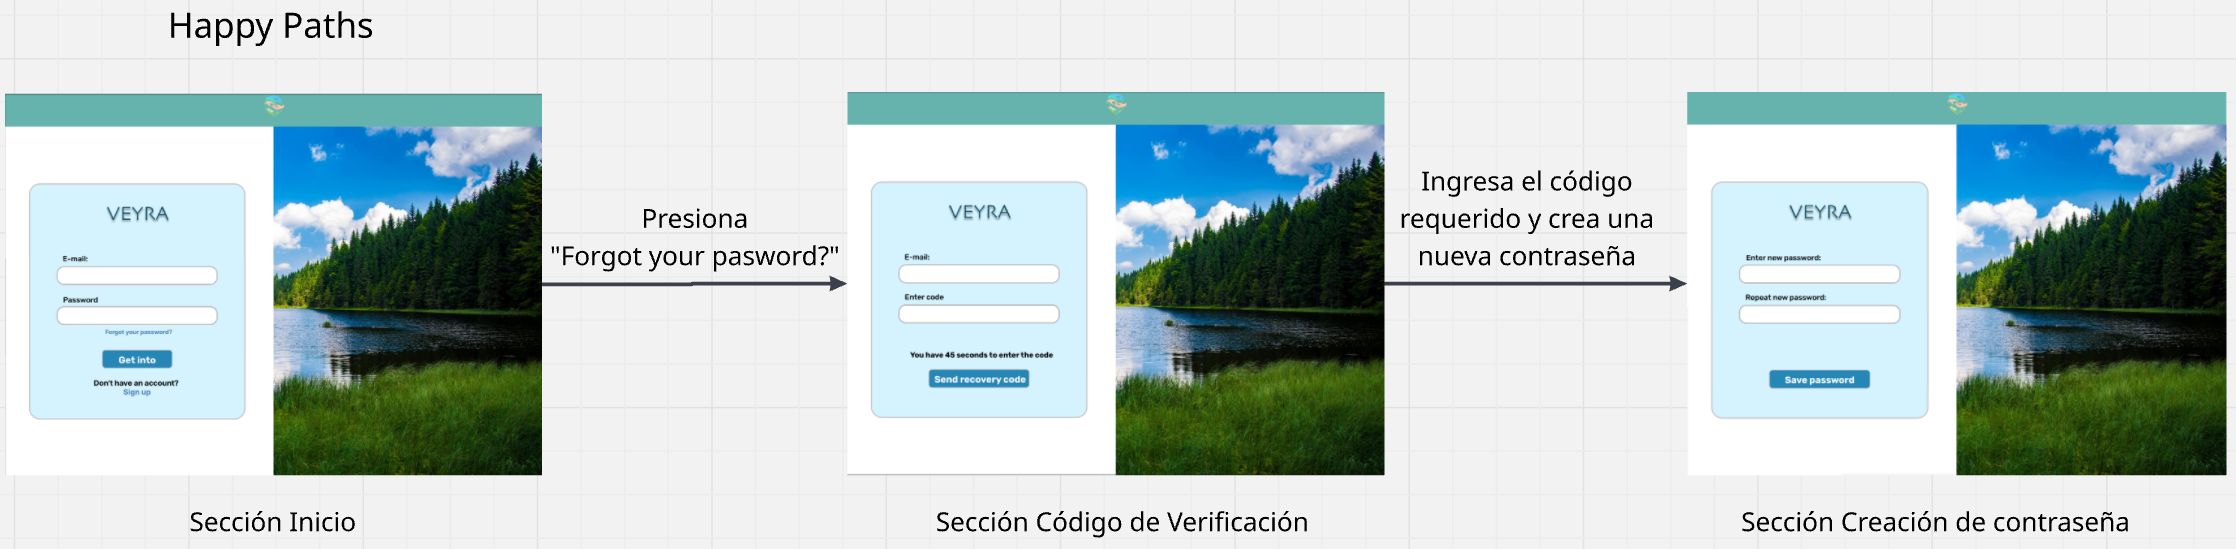 Happy Paths
VEYRA
E-mail:
Password
Forgot your password?
Get into
Don't have an account?
Sign up
Sección Inicio
Presiona
"Forgot your pasword?"
VEYRA
E-mail:
Enter code
You have 45 seconds to enter the code
Send recovery code
Sección Código de Verificación
Ingresa el código
requerido y crea una
nueva contraseña
VEYRA
Enter new password:
Repeat new password:
Save password
Sección Creación de contraseña